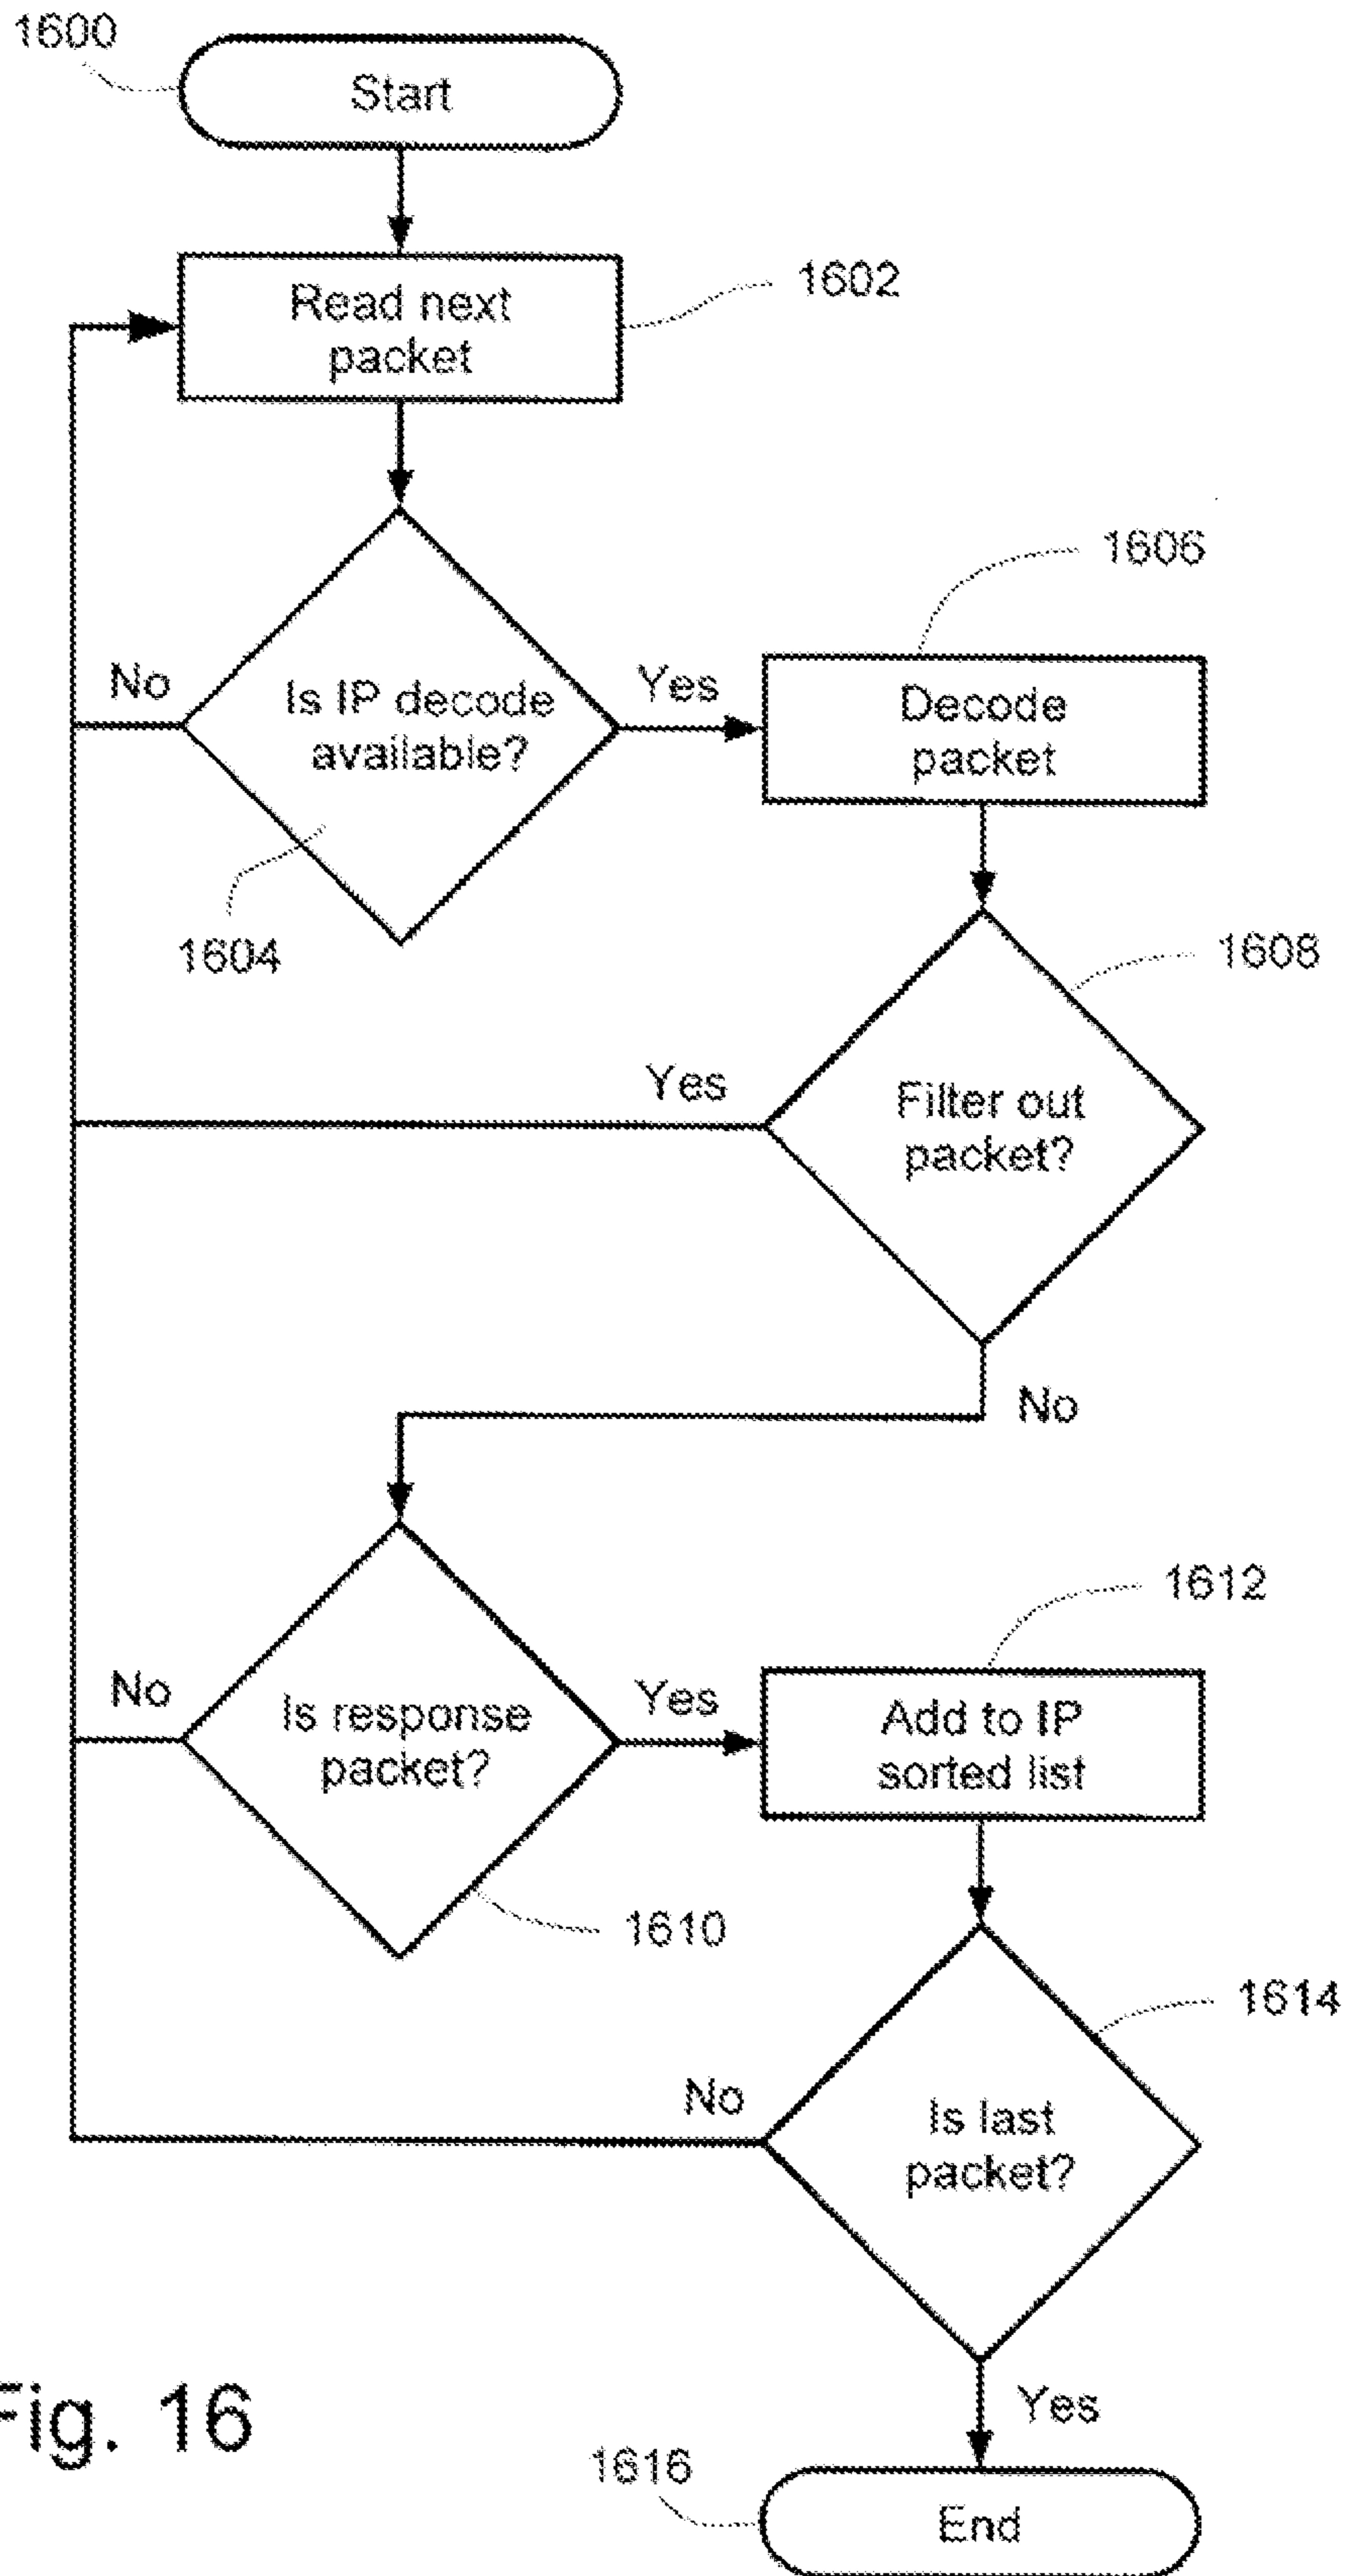 1600
Start
Read next
packet
1602
Is IP decode
available?
No
Yes
1604
1606
Decode
packet
1608
Filter out
packet?
Yes
No
Is response
packet?
No
Yes
1610
1612
Add to IP
sorted list
1614
Is last
packet?
No
Yes
1616
End
Fig. 16